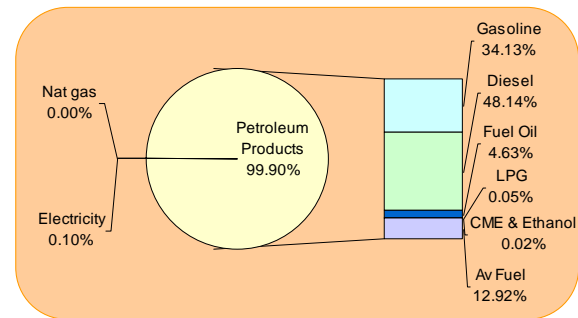 Nat gas
0.00%
Electricity
0.10%
Petroleum
Products
99.90%
Gasoline
34.13%
Diesel
48.14%
Fuel Oil
4.63%
LPG
0.05%
CME & Ethanol
0.02%
Av Fuel
12.92%